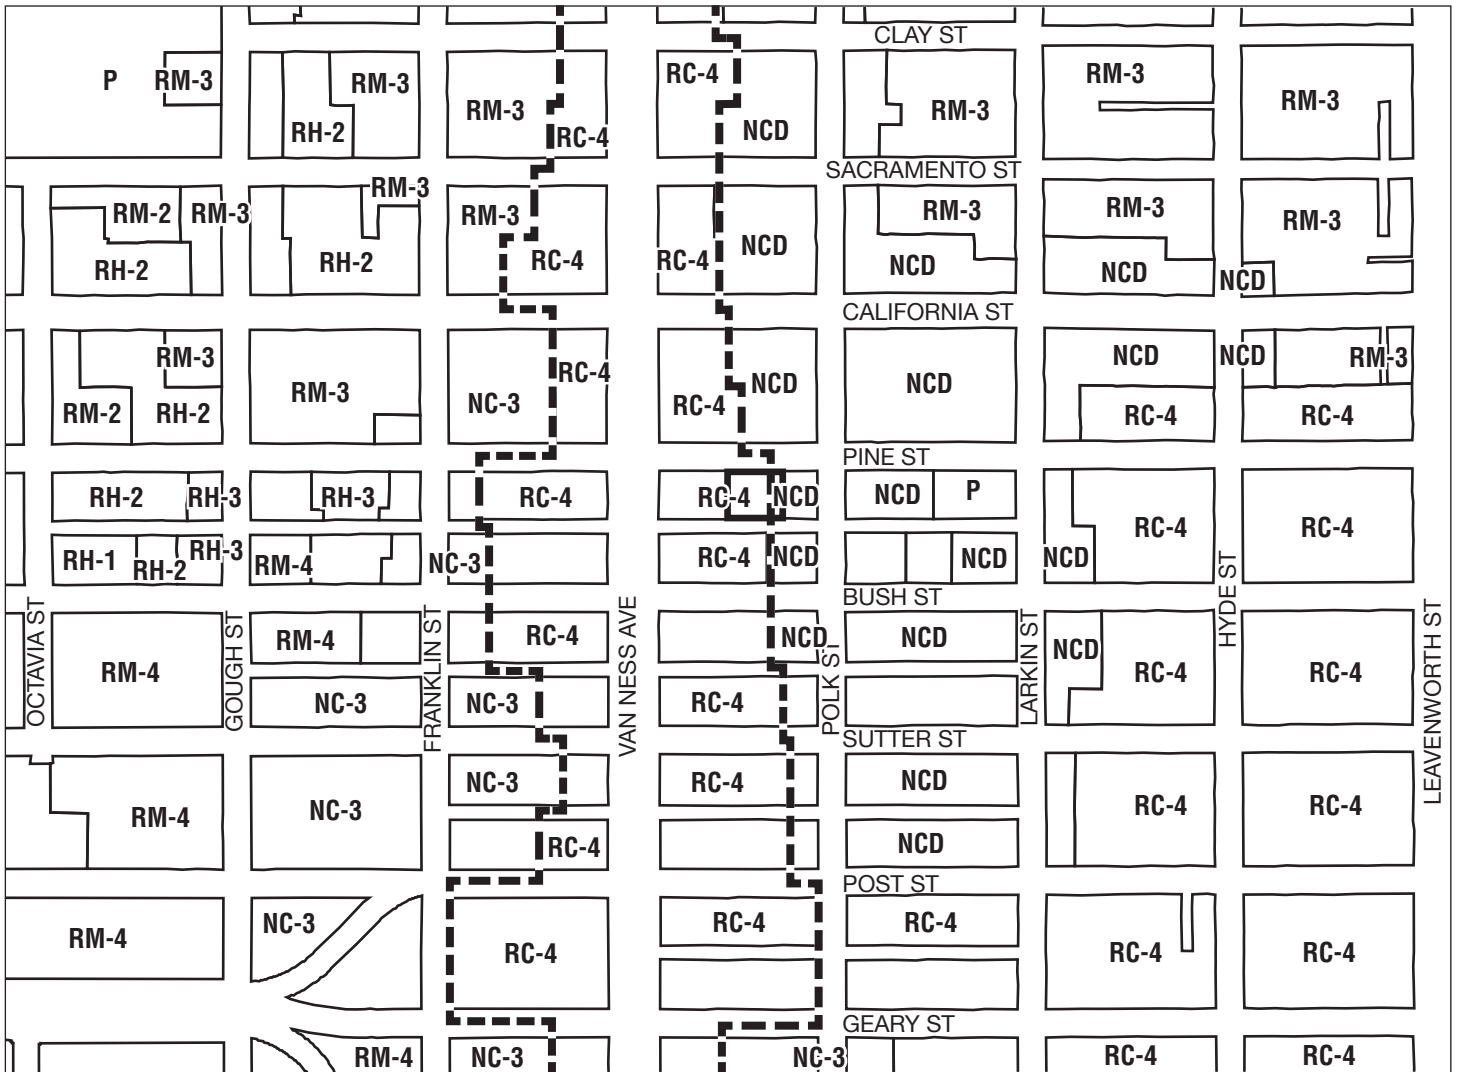 CLAY ST
P
RM-3
RM-3
RH-2
RM-3
RC-4
RC-4
NCD
RM-3
RM-3
RM-3
SACRAMENTO ST
RM-2
RM-3
RH-2
RM-3
RH-2
RM-3
RC-4
RC-4
NCD
RM-3
NCD
RM-3
NCD
RM-3
NCD
CALIFORNIA ST
RM-3
RM-2
RH-2
RM-3
NC-3
RC-4
RC-4
NCD
NCD
NCD
RC-4
NCD
RM-3
RC-4
PINE ST
RH-2
RH-3
RH-3
RC-4
RC-4
NCD
NCD
P
RC-4
NCD
RC-4
RH-1
RH-2
RH-3
RM-4
NC-3
RC-4
NCD
NCD
BUSH ST
OCTAVIA ST
GOUGH ST
FRANKLIN ST
VAN NESS AVE
POLK ST
LARKIN ST
HYDE ST
LEAVENWORTH ST
RM-4
RM-4
RC-4
NCD
NCD
NCD
RC-4
RC-4
NC-3
NC-3
RC-4
SUTTER ST
RM-4
NC-3
NC-3
RC-4
NCD
RC-4
RC-4
RC-4
NCD
POST ST
RM-4
NC-3
RC-4
RC-4
RC-4
RC-4
RC-4
GEARY ST
RM-4
NC-3
NC-3
RC-4
RC-4